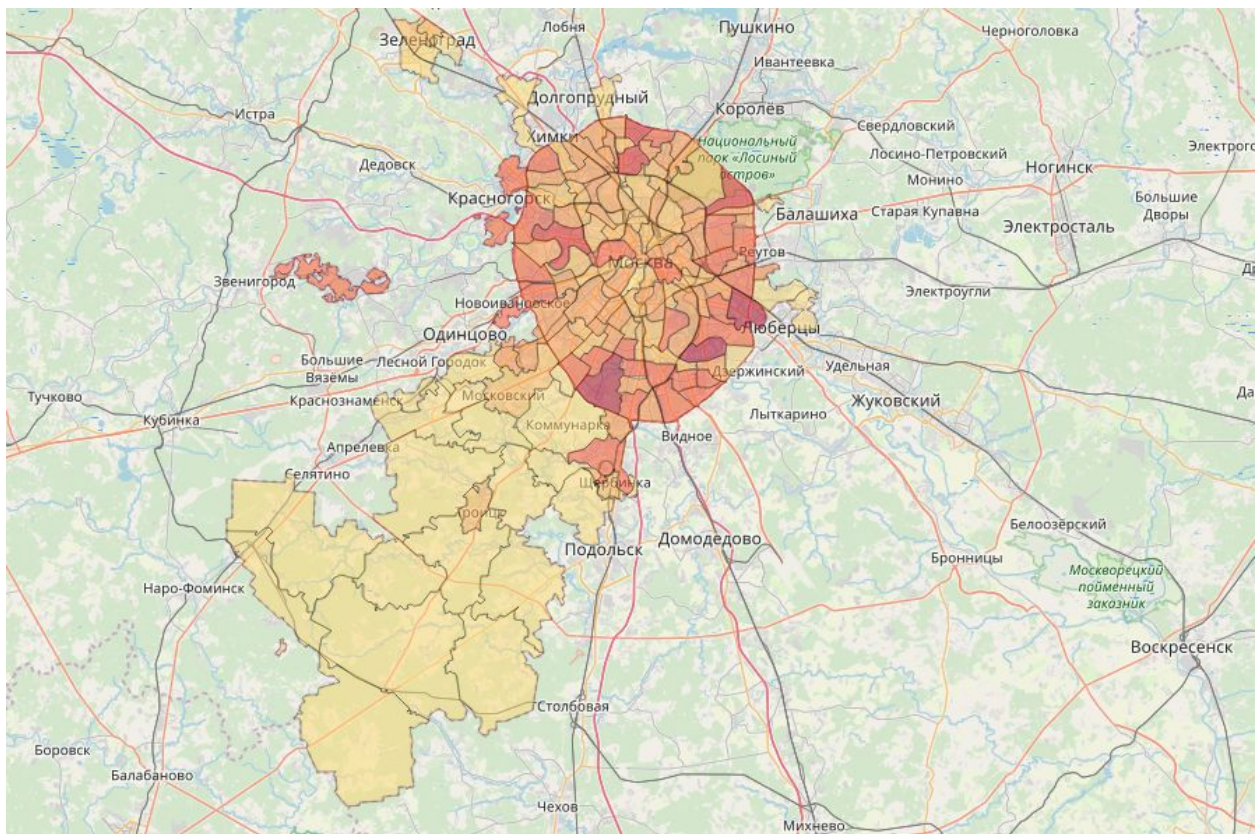 Пушкино
Лобня
Черноголовка
Зеленоград
Ивантеевка
Долгопрудный
Королёв
Истра
Свердловский
Химки
Национальный
парк «Лосиный
остров»
Лосино-Петровский
Электрого
Дедовск
Ногинск
Монино
Красногорск
Большие
Дворы
Балашиха
Старая Купавна
Электросталь
Реутов
Москва
Звенигород
Электроугли
Новоивановское
Одинцово
Люберцы
Большие
Вязёмы
Лесной Городок
Дзержинский
Удельная
Тучково
Краснознаменск
Московский
Жуковский
Кубинка
Лыткарино
Коммунарка
Видное
Апрелевка
Селятино
Щербинка
Троицк
Белоозёрский
Подольск
Домодедово
Бронницы
Москворецкий
пойменный
заказник
Наро-Фоминск
Воскресенск
Столбовая
Боровск
Балабаново
Чехов
Михнево